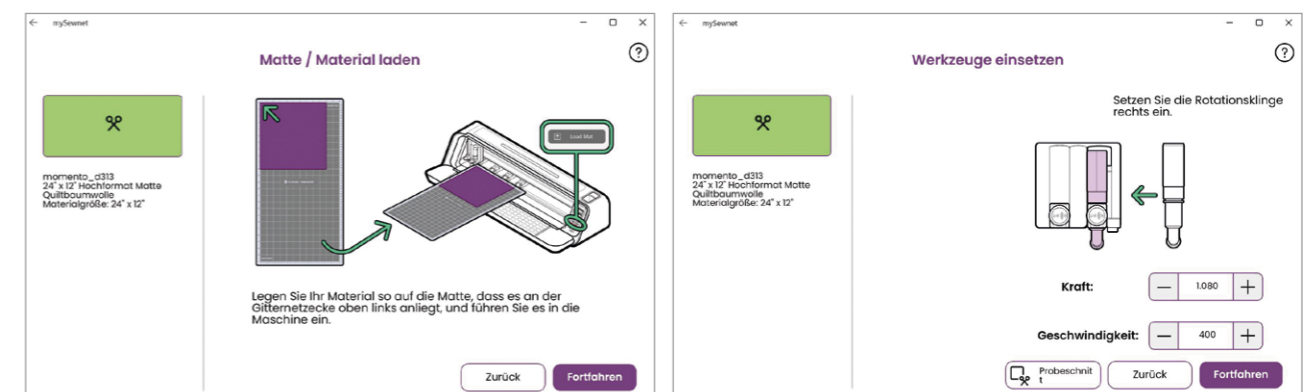 mySewnet
?
Matte / Material laden
momento_d313
24" x 12" Hochformat Matte
Quiltbaumwolle
Materialgröße: 24" x 12"
Load Mat
Legen Sie Ihr Material so auf die Matte, dass es an der
Gitternetzecke oben links anliegt, und führen Sie es in die
Maschine ein.
Zurück
Fortfahren
mySewnet
?
Werkzeuge einsetzen
momento_d313
24" x 12" Hochformat Matte
Quiltbaumwolle
Materialgröße: 24" x 12"
Setzen Sie die Rotationsklinge
rechts ein.
Kraft: — 1.080 +
Geschwindigkeit: — 400 +
Probeschnit
t
Zurück
Fortfahren